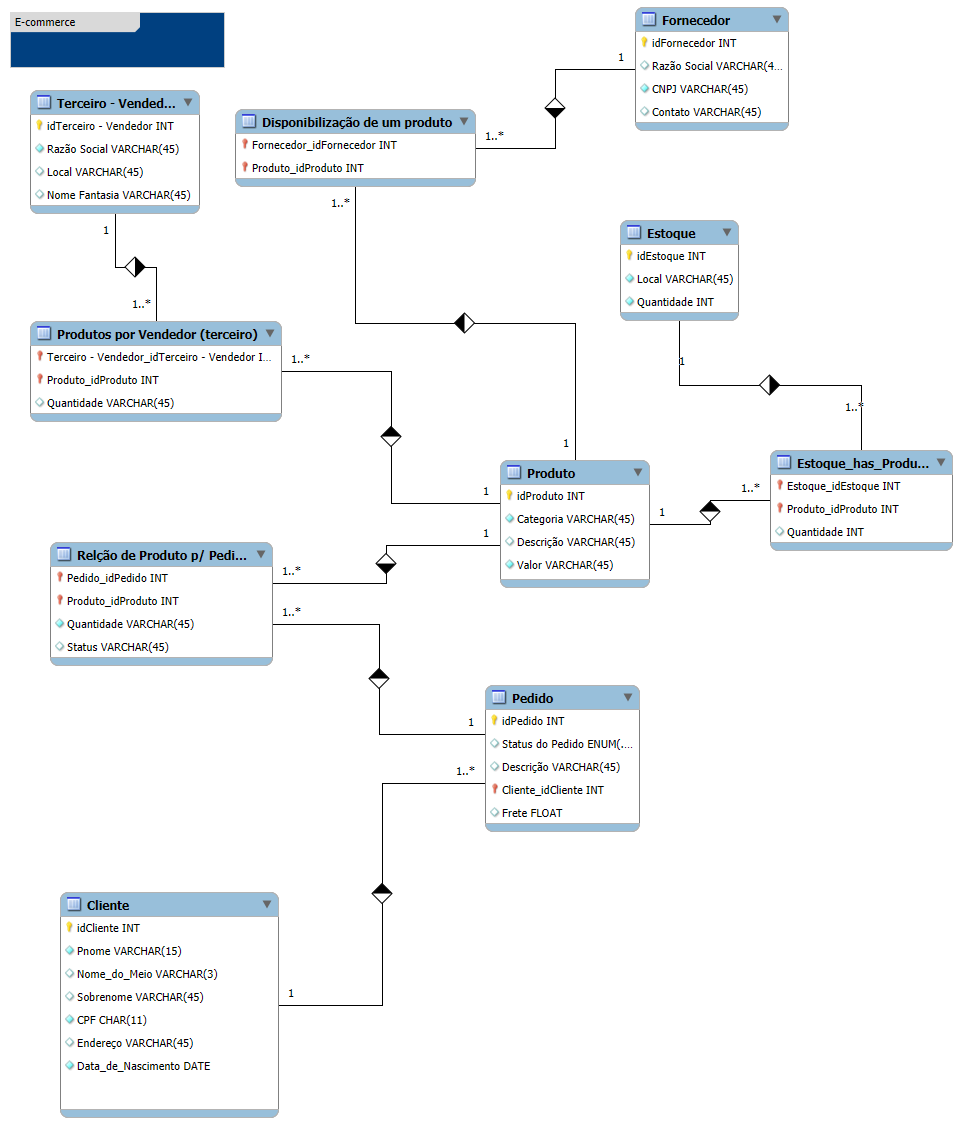 E-commerce
Fornecedor
idFornecedor INT
Razão Social VARCHAR(4...
CNPJ VARCHAR(45)
Contato VARCHAR(45)
1
1..*
Terceiro - Vended...
idTerceiro - Vendedor INT
Razão Social VARCHAR(45)
Local VARCHAR(45)
Nome Fantasia VARCHAR(45)
1
1..*
Disponibilização de um produto
Fornecedor_idFornecedor INT
Produto_idProduto INT
1..*
1
Estoque
idEstoque INT
Local VARCHAR(45)
Quantidade INT
1
1..*
Produtos por Vendedor (terceiro)
Terceiro - Vendedor_idTerceiro - Vendedor I...
Produto_idProduto INT
Quantidade VARCHAR(45)
1..*
1
Produto
idProduto INT
Categoria VARCHAR(45)
Descrição VARCHAR(45)
Valor VARCHAR(45)
1
1..*
Estoque_has_Produ...
Estoque_idEstoque INT
Produto_idProduto INT
Quantidade INT
Relção de Produto p/ Pedi...
Pedido_idPedido INT
Produto_idProduto INT
Quantidade VARCHAR(45)
Status VARCHAR(45)
1
1..*
1..*
1
Pedido
idPedido INT
Status do Pedido ENUM(....
Descrição VARCHAR(45)
Cliente_idCliente INT
Frete FLOAT
1..*
1
Cliente
idCliente INT
Pnome VARCHAR(15)
Nome_do_Meio VARCHAR(3)
Sobrenome VARCHAR(45)
CPF CHAR(11)
Endereço VARCHAR(45)
Data_de_Nascimento DATE